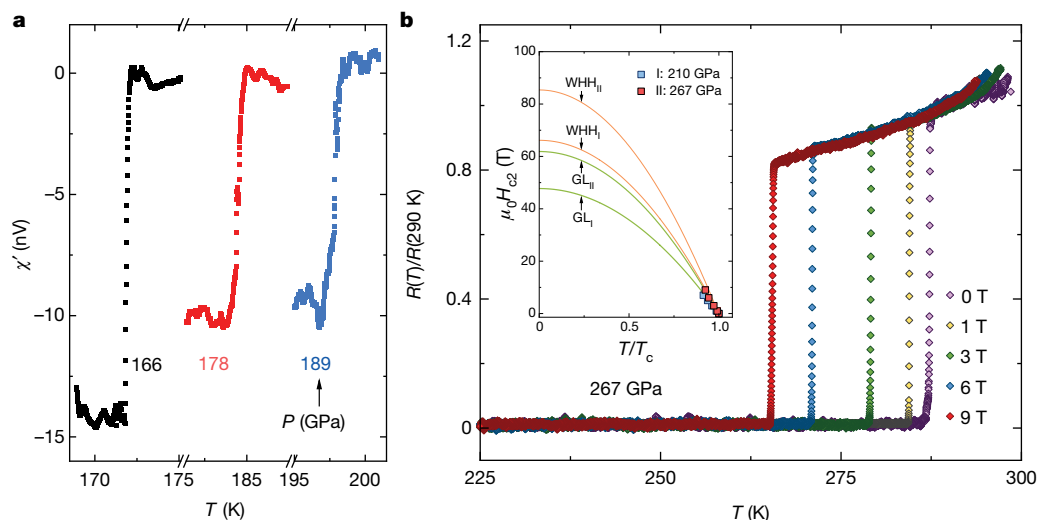 a
0
−5
−10
−15
χ′ (nV)
166
178
189
P (GPa)
170
175
185
195
200
T (K)
b
1.2
0.8
0.4
0
R(T)/R(290 K)
100
80
60
40
20
0
μ0Hc2 (T)
WHHII
WHHI
GLII
GLI
I: 210 GPa
II: 267 GPa
0
0.5
1.0
T/Tc
267 GPa
0 T
1 T
3 T
6 T
9 T
225
250
275
300
T (K)